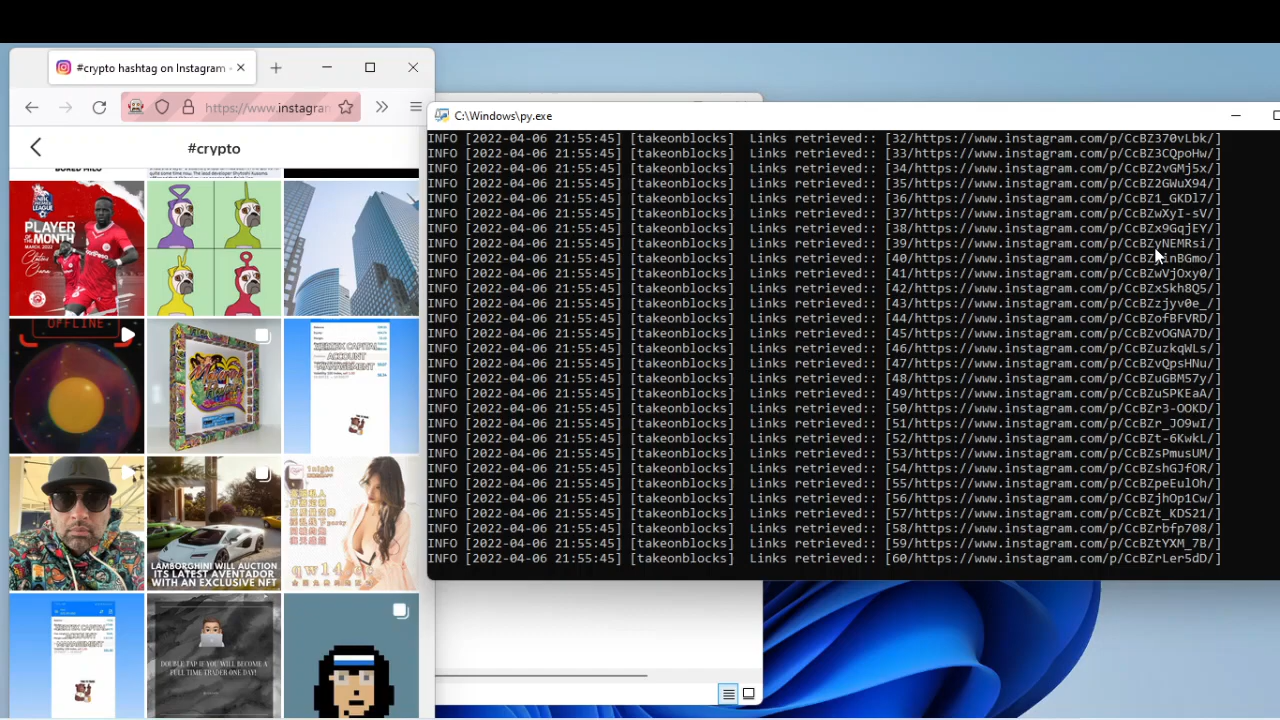 #crypto hashtag on Instagram
https://www.instagram
#crypto
BORED MILO
NBC PREMIER LEAGUE
PLAYER
OF THE
MONTH
MARCH, 2022
OFFLINE
ACCOUNT
MANAGEMENT
LAMBORGHINI WILL AUCTION
ITS LATEST AVENTADOR
WITH AN EXCLUSIVE NFT
1night
party
ACCOUNT
MANAGEMENT
DOUBLE TAP IF YOU WILL BECOME A
FULL TIME TRADER ONE DAY!
C:\Windows\py.exe
INFO [2022-04-06 21:55:45] [takeonblocks]  Links retrieved:: [32/https://www.instagram.com/p/CcBZ370vLbk/]
INFO [2022-04-06 21:55:45] [takeonblocks]  Links retrieved:: [33/https://www.instagram.com/p/CcBZ3CQpoHw/]
INFO [2022-04-06 21:55:45] [takeonblocks]  Links retrieved:: [34/https://www.instagram.com/p/CcBZ2vGMj5x/]
INFO [2022-04-06 21:55:45] [takeonblocks]  Links retrieved:: [35/https://www.instagram.com/p/CcBZ2GWuX94/]
INFO [2022-04-06 21:55:45] [takeonblocks]  Links retrieved:: [36/https://www.instagram.com/p/CcBZ1_GKDl7/]
INFO [2022-04-06 21:55:45] [takeonblocks]  Links retrieved:: [37/https://www.instagram.com/p/CcBZwXyI-sV/]
INFO [2022-04-06 21:55:45] [takeonblocks]  Links retrieved:: [38/https://www.instagram.com/p/CcBZx9GqjEY/]
INFO [2022-04-06 21:55:45] [takeonblocks]  Links retrieved:: [39/https://www.instagram.com/p/CcBZyNEMRsi/]
INFO [2022-04-06 21:55:45] [takeonblocks]  Links retrieved:: [40/
INFO [2022-04-06 21:55:45] [takeonblocks]  Links retrieved:: [41/https://www.instagram.com/p/CcBZwVjOxy0/]
INFO [2022-04-06 21:55:45] [takeonblocks]  Links retrieved:: [42/https://www.instagram.com/p/CcBZxSkh8Q5/]
INFO [2022-04-06 21:55:45] [takeonblocks]  Links retrieved:: [43/https://www.instagram.com/p/CcBZzjyv0el/]
INFO [2022-04-06 21:55:45] [takeonblocks]  Links retrieved:: [44/https://www.instagram.com/p/CcBZofBPVRD/]
INFO [2022-04-06 21:55:45] [takeonblocks]  Links retrieved:: [45/
INFO [2022-04-06 21:55:45] [takeonblocks]  Links retrieved:: [46/https://www.instagram.com/p/CcBZuzkqWlJ/]
INFO [2022-04-06 21:55:45] [takeonblocks]  Links retrieved:: [47/https://www.instagram.com/p/CcBZvQpsHNu/]
INFO [2022-04-06 21:55:45] [takeonblocks]  Links retrieved:: [48/https://www.instagram.com/p/CcBZuGBM57y/]
INFO [2022-04-06 21:55:45] [takeonblocks]  Links retrieved:: [49/https://www.instagram.com/p/CcBZuSPKEaA/]
INFO [2022-04-06 21:55:45] [takeonblocks]  Links retrieved:: [50/https://www.instagram.com/p/CcBZr3-OOKD/]
INFO [2022-04-06 21:55:45] [takeonblocks]  Links retrieved:: [51/https://www.instagram.com/p/CcBZr_JO9wI/]
INFO [2022-04-06 21:55:45] [takeonblocks]  Links retrieved:: [52/https://www.instagram.com/p/CcBZt-6KwkL/]
INFO [2022-04-06 21:55:45] [takeonblocks]  Links retrieved:: [53/https://www.instagram.com/p/CcBZsPmusUM/]
INFO [2022-04-06 21:55:45] [takeonblocks]  Links retrieved:: [54/https://www.instagram.com/p/CcBZsNeuFOR/]
INFO [2022-04-06 21:55:45] [takeonblocks]  Links retrieved:: [55/https://www.instagram.com/p/CcBZpeEulOh/]
INFO [2022-04-06 21:55:45] [takeonblocks]  Links retrieved:: [56/
INFO [2022-04-06 21:55:45] [takeonblocks]  Links retrieved:: [57/https://www.instagram.com/p/CcBZt_K2531/]
INFO [2022-04-06 21:55:45] [takeonblocks]  Links retrieved:: [58/
INFO [2022-04-06 21:55:45] [takeonblocks]  Links retrieved:: [59/https://www.instagram.com/p/CcBZtYXM_JB/]
INFO [2022-04-06 21:55:45] [takeonblocks]  Links retrieved:: [60/https://www.instagram.com/p/CcBZrLevTiD/]